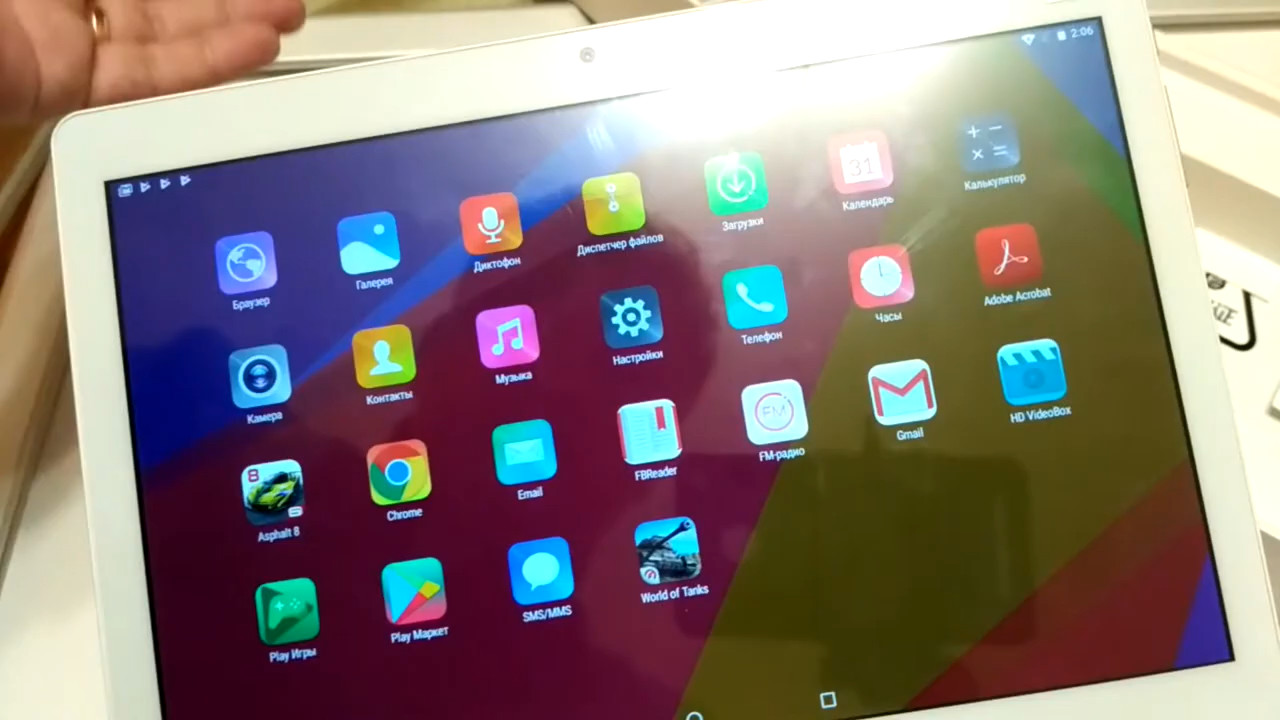 2:06
Браузер
Галерея
Диктофон
Диспетчер файлов
Загрузки
31
Календарь
Калькулятор
Камера
Контакты
Музыка
Настройки
Телефон
Часы
Adobe Acrobat
8
Asphalt 8
Chrome
Email
FBReader
FM
FM-радио
Gmail
HD VideoBox
Play Игры
Play Маркет
SMS/MMS
World of Tanks